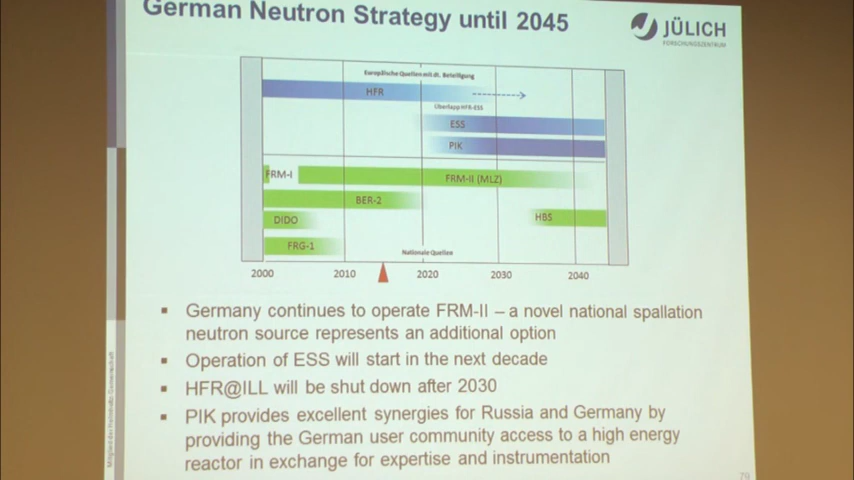 German Neutron Strategy until 2045
JÜLICH
FORSCHUNGSZENTRUM
Europäische Quellen mit dt. Beteiligung
HFR
Überlapp HFR-ESS
ESS
PIK
FRM-I
FRM-II (MLZ)
BER-2
DIDO
HBS
FRG-1
Nationale Quellen
2000 2010 2020 2030 2040
▪ Germany continues to operate FRM-II – a novel national spallation
neutron source represents an additional option
▪ Operation of ESS will start in the next decade
▪ HFR@ILL will be shut down after 2030
▪ PIK provides excellent synergies for Russia and Germany by
providing the German user community access to a high energy
reactor in exchange for expertise and instrumentation
Mitglied der Helmholtz-Gemeinschaft